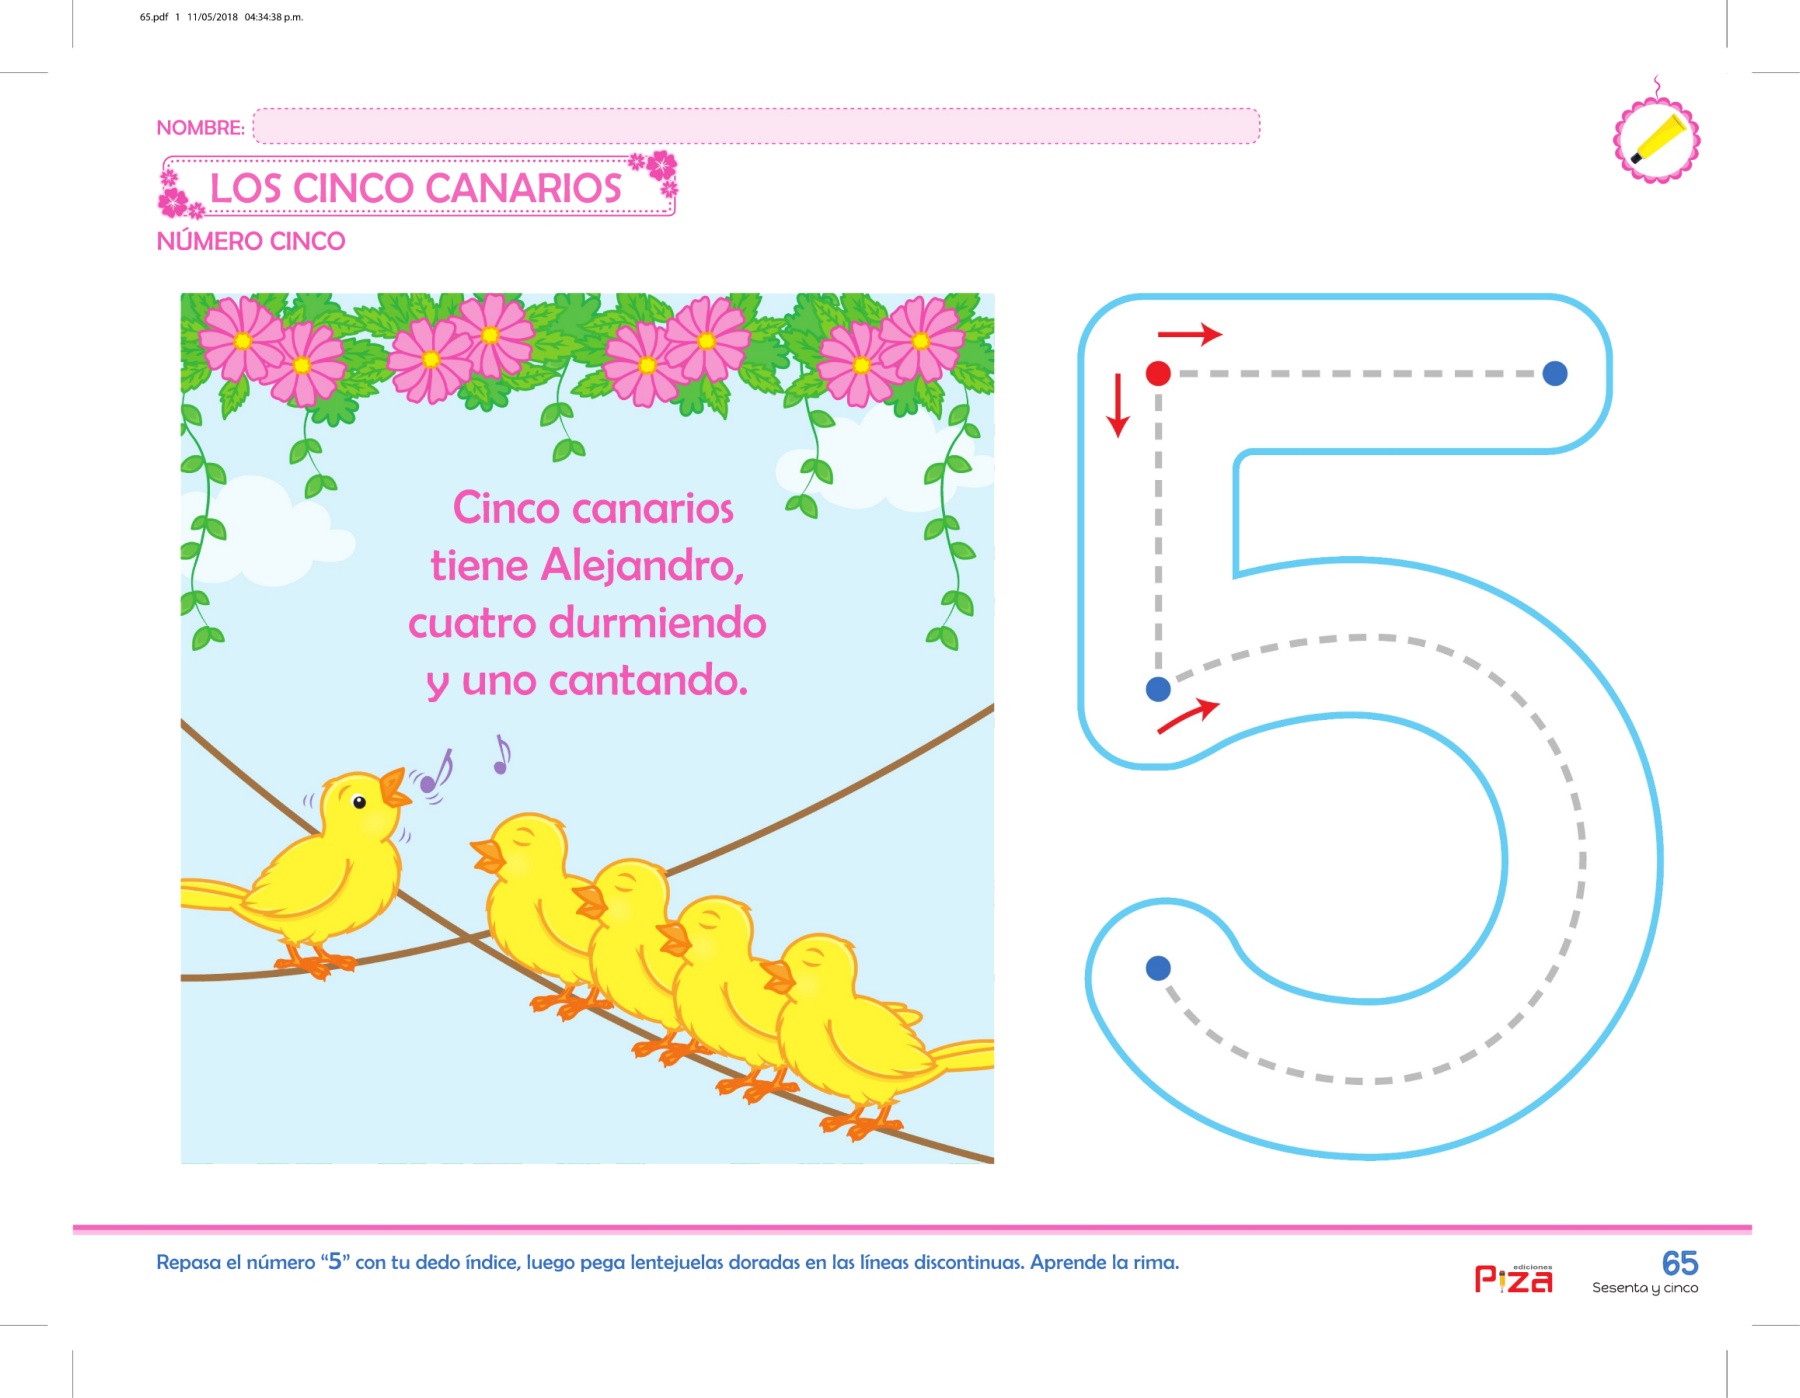 65.pdf 1 11/05/2018 04:34:38 p.m.
NOMBRE:
LOS CINCO CANARIOS
NÚMERO CINCO
Cinco canarios
tiene Alejandro,
cuatro durmiendo
y uno cantando.
5
Repasa el número “5” con tu dedo índice, luego pega lentejuelas doradas en las líneas discontinuas. Aprende la rima.
ediciones
Piza
65
Sesenta y cinco